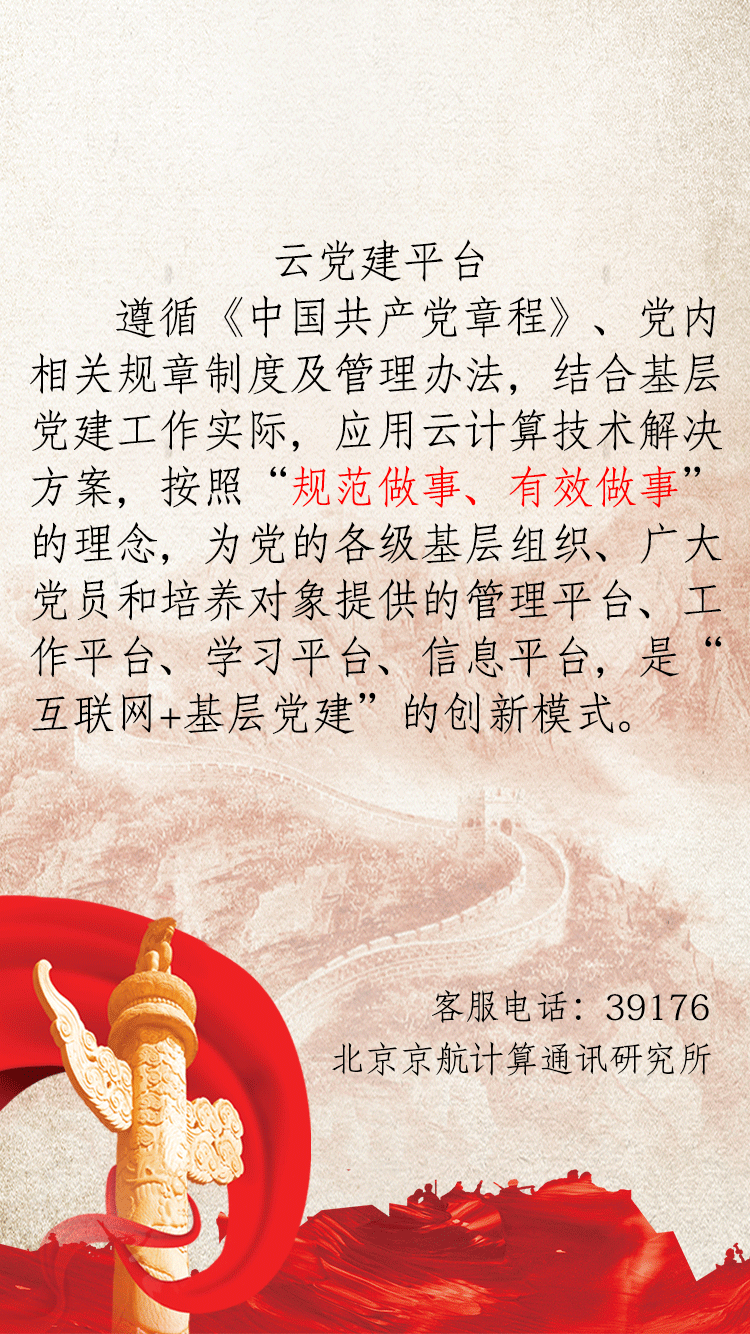 云党建平台
遵循《中国共产党章程》、党内
相关规章制度及管理办法，结合基层
党建工作实际，应用云计算技术解决
方案，按照“规范做事、有效做事”
的理念，为党的各级基层组织、广大
党员和培养对象提供的管理平台、工
作平台、学习平台、信息平台，是“
互联网+基层党建”的创新模式。
客服电话：39176
北京京航计算通讯研究所